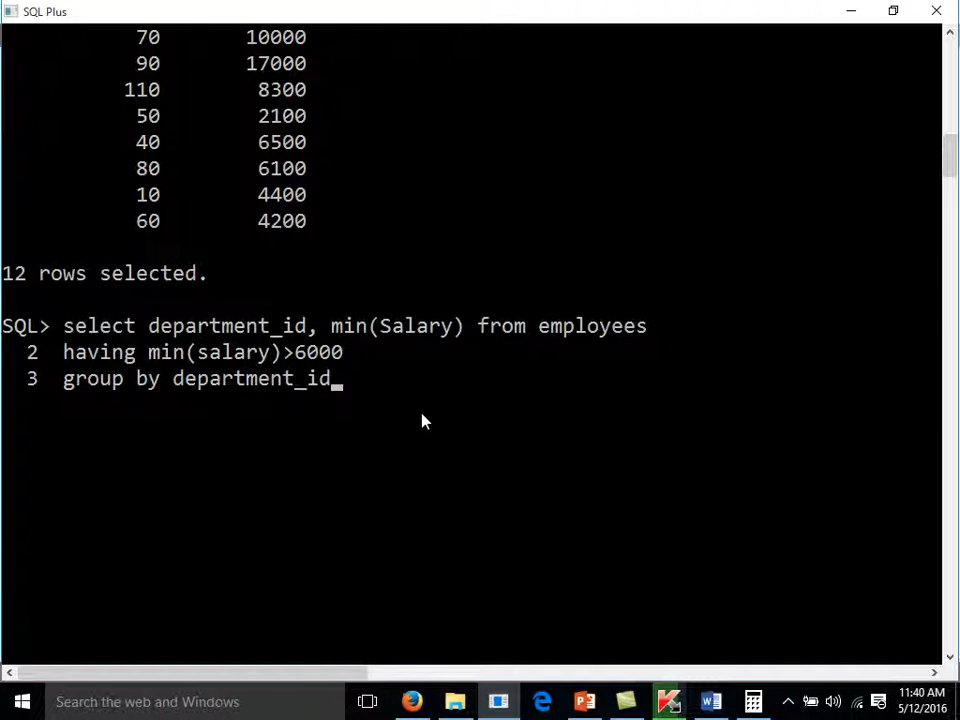 SQL Plus
70 10000
90 17000
110 8300
50 2100
40 6500
80 6100
10 4400
60 4200
12 rows selected.
SQL> select department_id, min(Salary) from employees
2 having min(salary)>6000
3 group by department_id_
Search the web and Windows
11:40 AM
5/12/2016